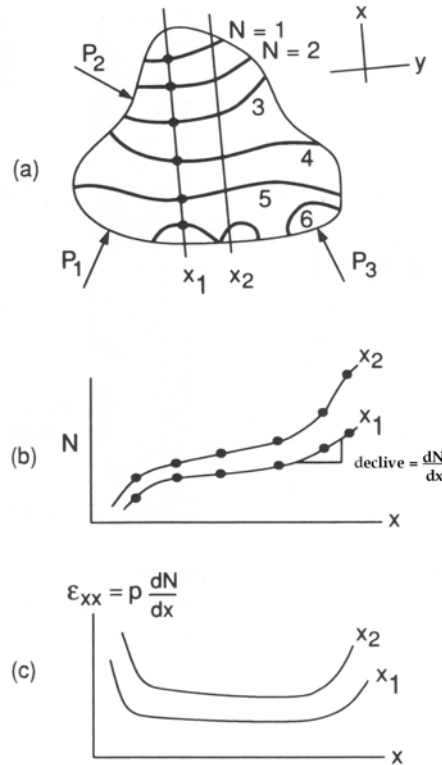 N = 1
N = 2
x
y
P2
3
(a)
4
5
6
P1
x1
x2
P3
x2
N
x1
(b)
declive = dN
dx
x
εxx = p dN
dx
x2
(c)
x1
x